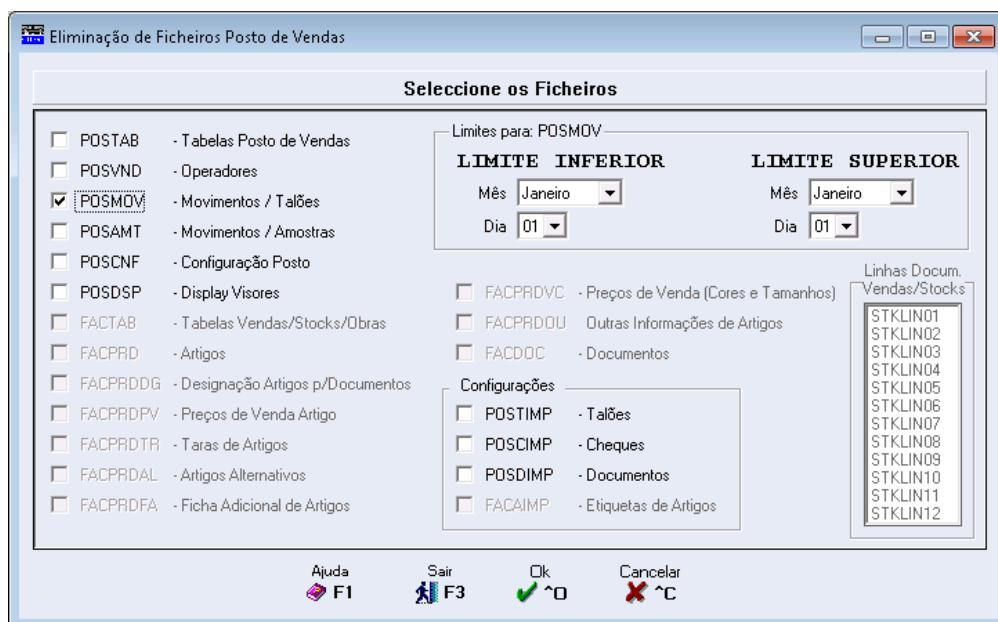 Eliminação de Ficheiros Posto de Vendas
Seleccione os Ficheiros
POSTAB - Tabelas Posto de Vendas
POSVND - Operadores
POSMOV - Movimentos / Talões
POSAMT - Movimentos / Amostras
POSCNF - Configuração Posto
POSDSP - Display Visores
FACTAB - Tabelas Vendas/Stocks/Obras
FACPRD - Artigos
FACPRDDG - Designação Artigos p/Documentos
FACPRDPV - Preços de Venda Artigo
FACPRDTR - Taras de Artigos
FACPRDAL - Artigos Alternativos
FACPRDFA - Ficha Adicional de Artigos
Limites para: POSMOV
LIMITE INFERIOR
Mês Janeiro
Dia 01
LIMITE SUPERIOR
Mês Janeiro
Dia 01
FACPRDVC - Preços de Venda (Cores e Tamanhos)
FACPRDOU Outras Informações de Artigos
FACDOC - Documentos
Configurações
POSTIMP - Talões
POSCIMP - Cheques
POSDIMP - Documentos
FACAIMP - Etiquetas de Artigos
Linhas Docum.
Vendas/Stocks
STKLIN01
STKLIN02
STKLIN03
STKLIN04
STKLIN05
STKLIN06
STKLIN07
STKLIN08
STKLIN09
STKLIN10
STKLIN11
STKLIN12
Ajuda
F1
Sair
F3
Ok
^O
Cancelar
^C